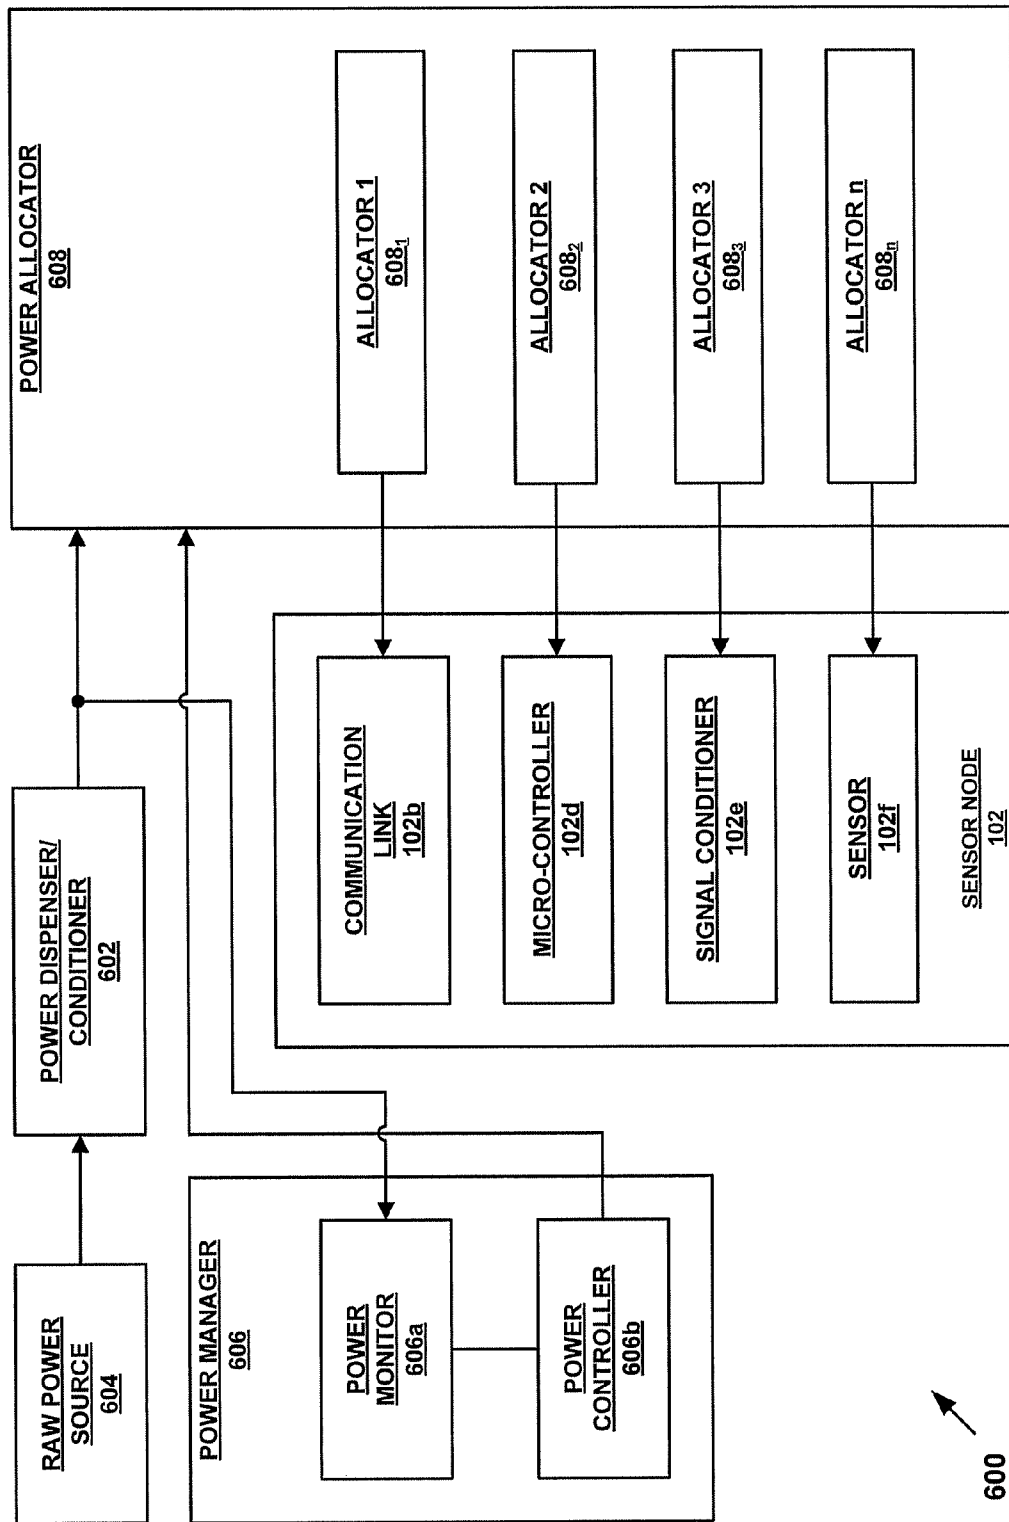 RAW POWER
SOURCE
604
POWER DISPENSER/
CONDITIONER
602
POWER ALLOCATOR
608
POWER MANAGER
606
POWER
MONITOR
606a
POWER
CONTROLLER
606b
COMMUNICATION
LINK
102b
MICRO-CONTROLLER
102d
SIGNAL CONDITIONER
102e
SENSOR
102f
SENSOR NODE
102
ALLOCATOR 1
608₁
ALLOCATOR 2
608₂
ALLOCATOR 3
608₃
ALLOCATOR n
608ₙ
600